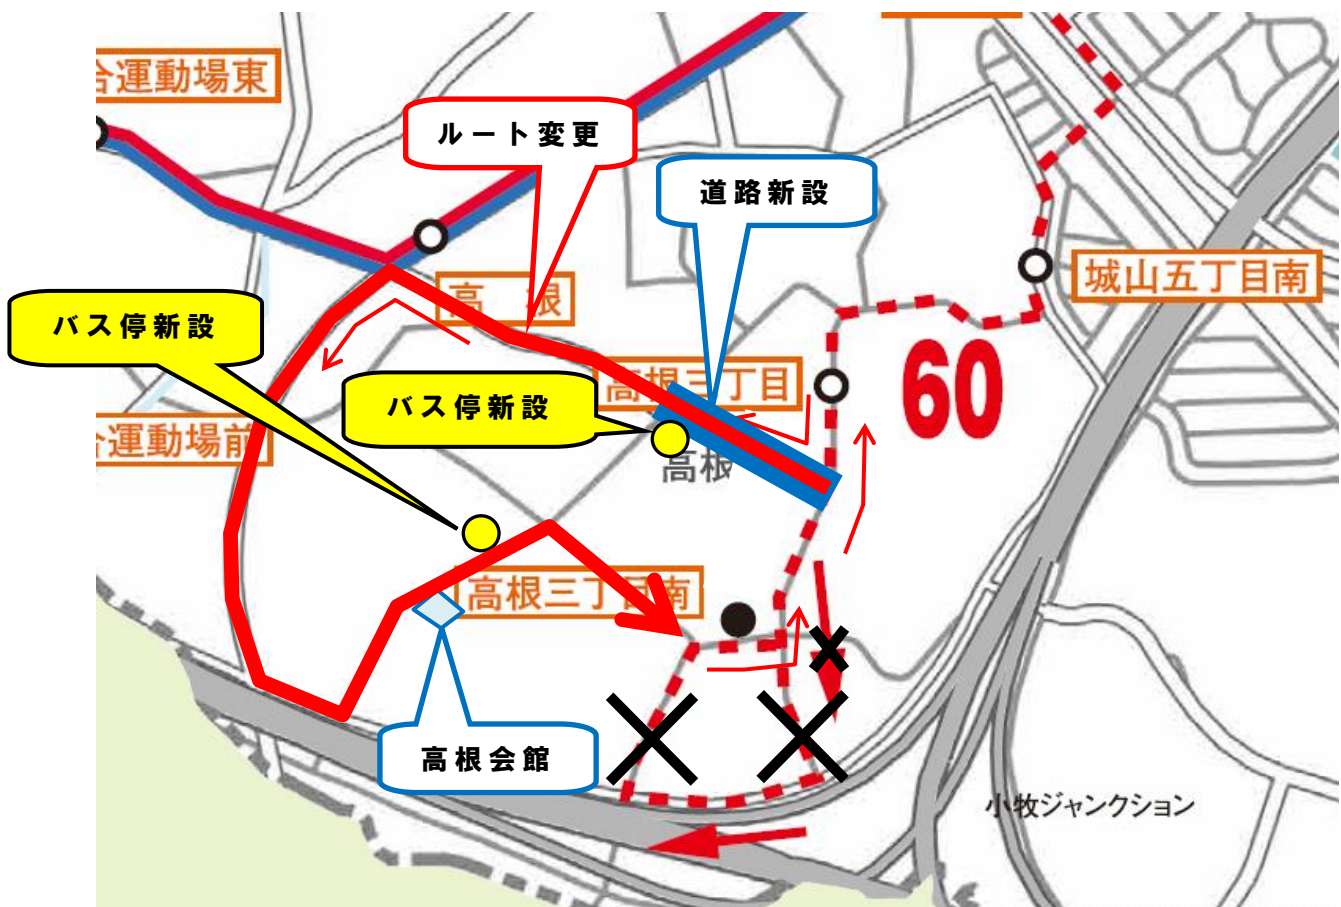 合運動場東
ルート変更
道路新設
城山五丁目南
高 根
バス停新設
バス停新設
高根三丁目
60
合運動場前
高根
高根三丁目南
高根会館
小牧ジャンクション